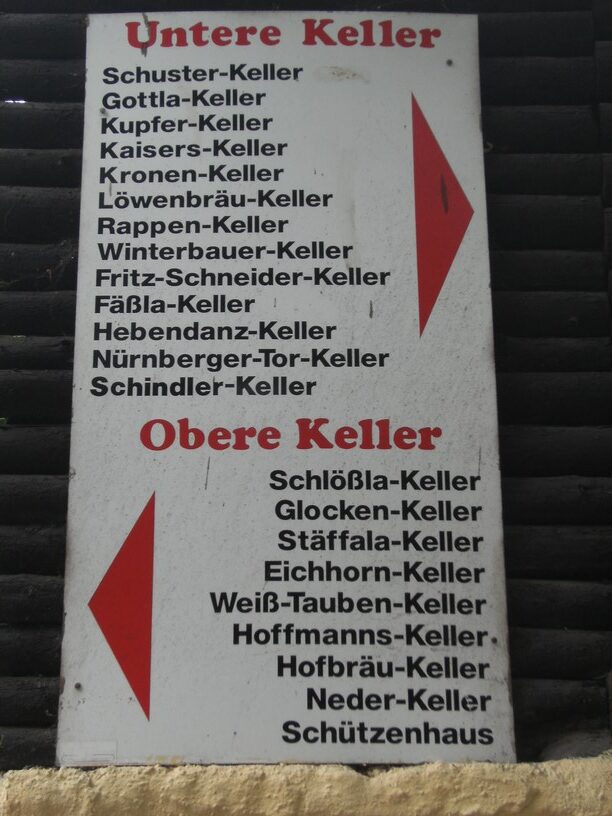 Untere Keller
Schuster-Keller
Gottla-Keller
Kupfer-Keller
Kaisers-Keller
Kronen-Keller
Löwenbräu-Keller
Rappen-Keller
Winterbauer-Keller
Fritz-Schneider-Keller
Fäßla-Keller
Hebendanz-Keller
Nürnberger-Tor-Keller
Schindler-Keller
Obere Keller
Schlößla-Keller
Glocken-Keller
Stäffala-Keller
Eichhorn-Keller
Weiß-Tauben-Keller
Hoffmanns-Keller
Hofbräu-Keller
Neder-Keller
Schützenhaus